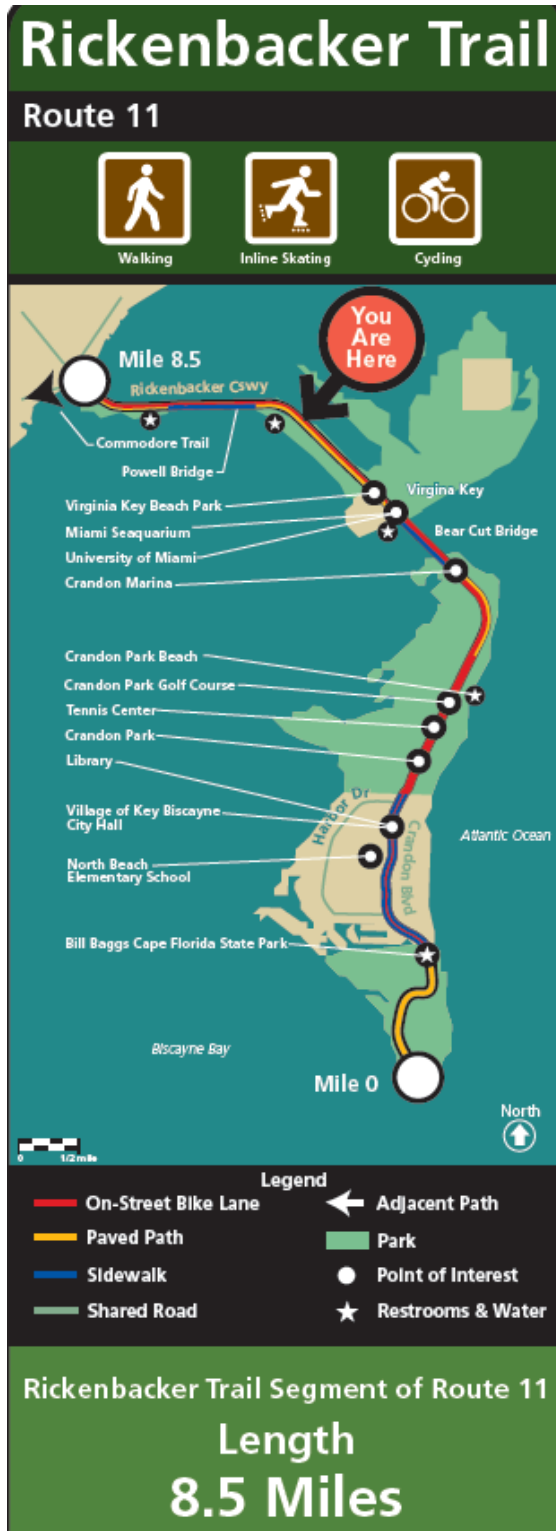 Rickenbacker Trail
Route 11
Walking
Inline Skating
Cycling
You
Are
Here
Mile 8.5
Rickenbacker Cswy
Commodore Trail
Powell Bridge
Virginia Key Beach Park
Virgina Key
Miami Seaquarium
Bear Cut Bridge
University of Miami
Crandon Marina
Crandon Park Beach
Crandon Park Golf Course
Tennis Center
Crandon Park
Library
Harbor Dr
Village of Key Biscayne
City Hall
Crandon Blvd
Atlantic Ocean
North Beach
Elementary School
Bill Baggs Cape Florida State Park
Biscayne Bay
Mile 0
North
0 1/2 mile
Legend
On-Street Bike Lane
Adjacent Path
Paved Path
Park
Sidewalk
Point of Interest
Shared Road
Restrooms & Water
Rickenbacker Trail Segment of Route 11
Length
8.5 Miles